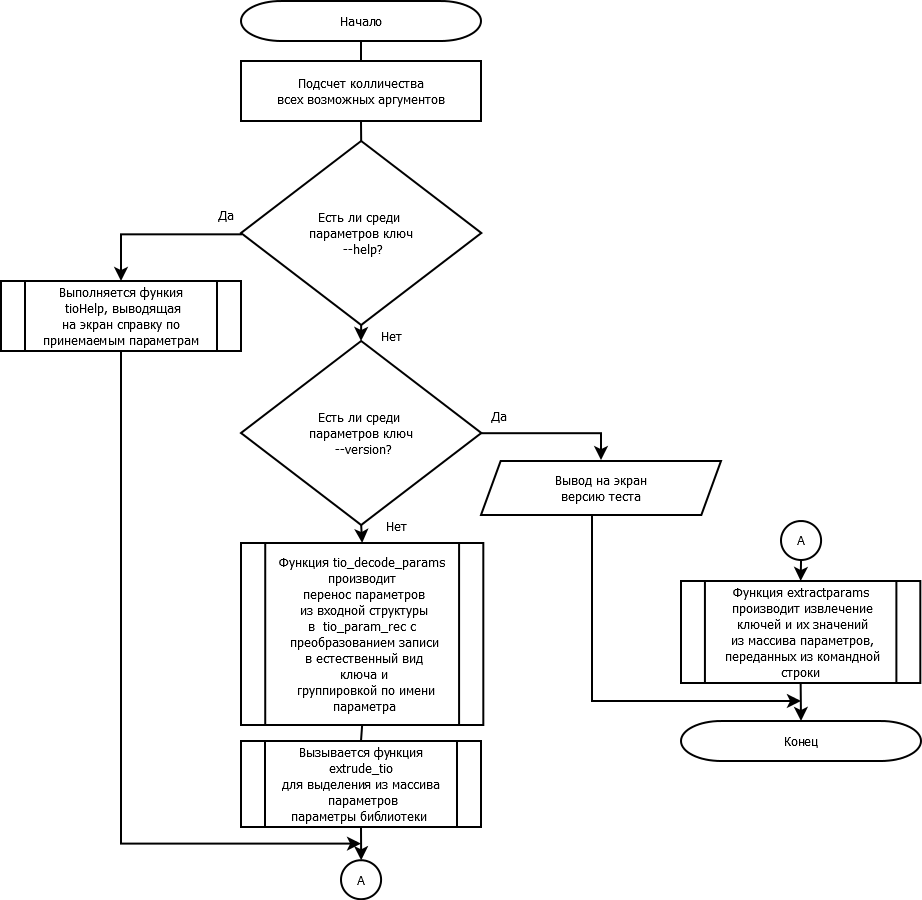 Начало
Подсчет колличества
всех возможных аргументов
Есть ли среди
параметров ключ
--help?
Да
Выполняется функия
tioHelp, выводящая
на экран справку по
принемаемым параметрам
Нет
Есть ли среди
параметров ключ
--version?
Да
Вывод на экран
версию теста
Нет
Функция tio_decode_params
производит
перенос параметров
из входной структуры
в tio_param_rec с
преобразованием записи
в естественный вид
ключа и
группировкой по имени
параметра
Вызывается функция
extrude_tio
для выделения из массива
параметров
параметры библиотеки
А
А
Функция extractparams
производит извлечение
ключей и их значений
из массива параметров,
переданных из командной
строки
Конец